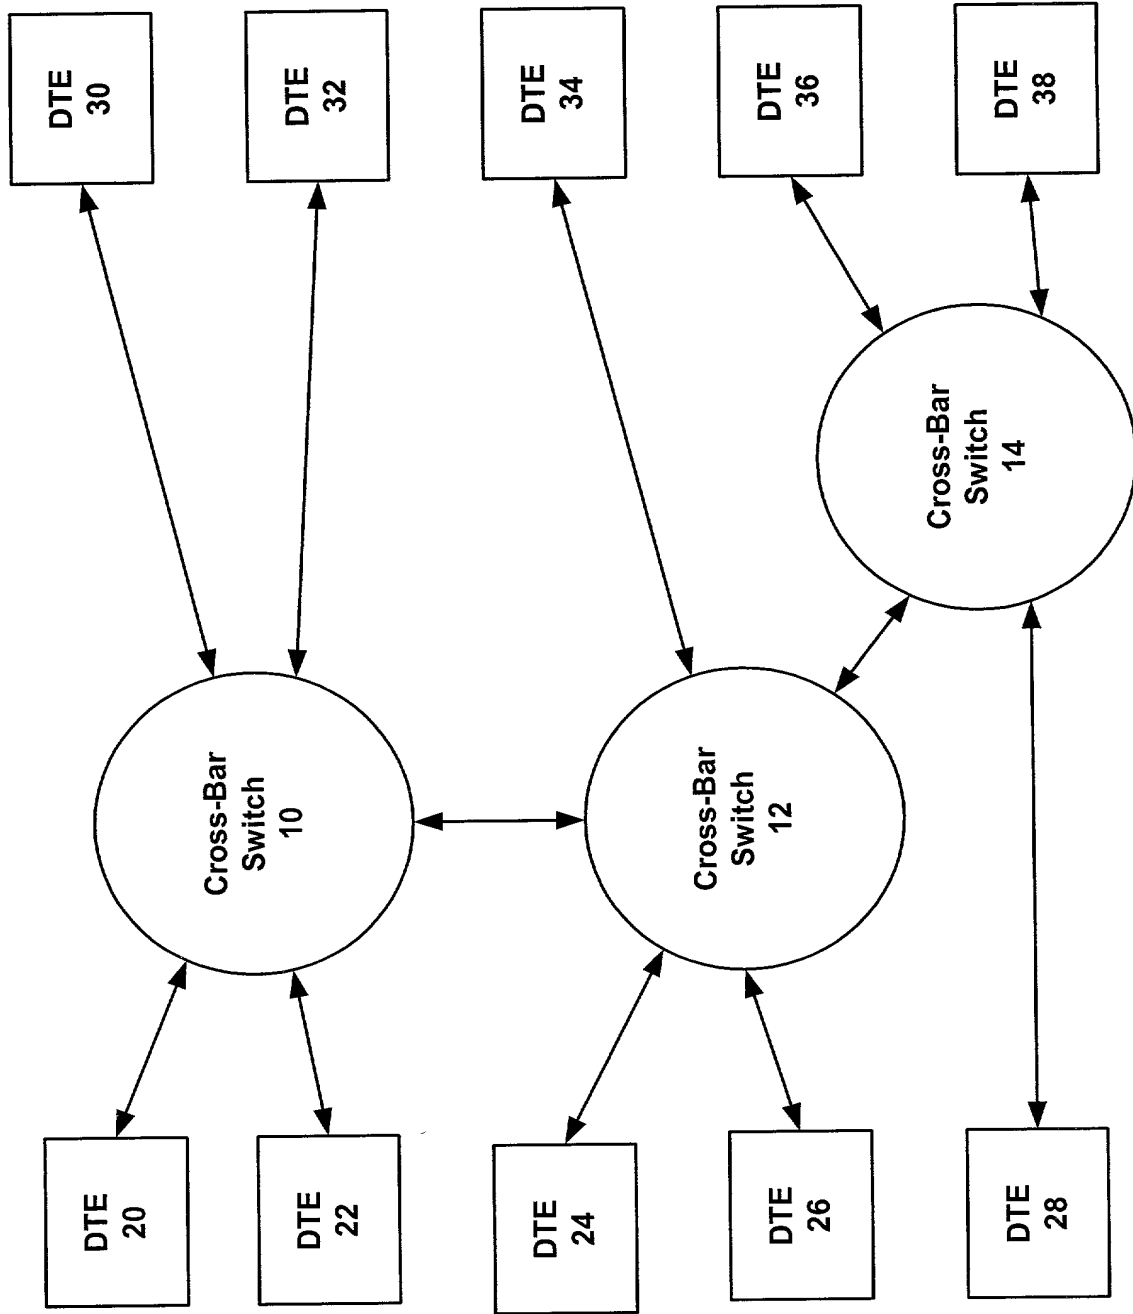 DTE
20
DTE
22
DTE
24
DTE
26
DTE
28
Cross-Bar
Switch
10
Cross-Bar
Switch
12
Cross-Bar
Switch
14
DTE
30
DTE
32
DTE
34
DTE
36
DTE
38